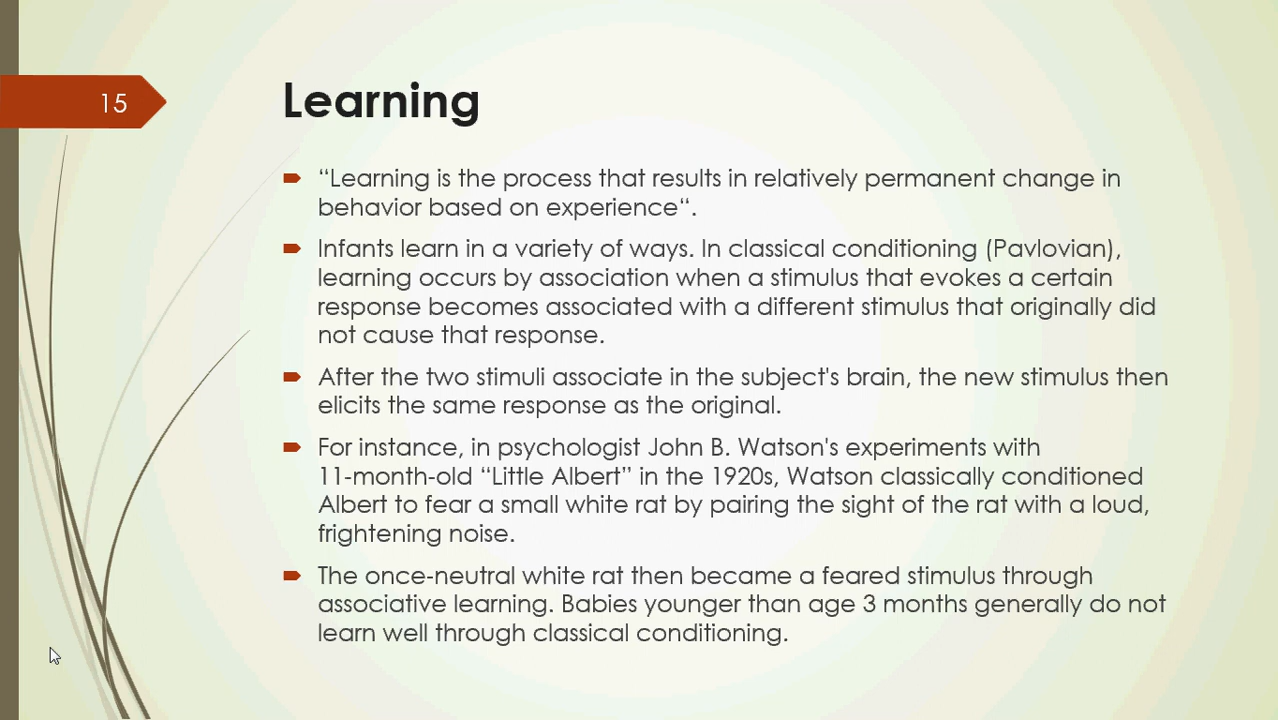 15
Learning
“Learning is the process that results in relatively permanent change in
behavior based on experience“.
Infants learn in a variety of ways. In classical conditioning (Pavlovian),
learning occurs by association when a stimulus that evokes a certain
response becomes associated with a different stimulus that originally did
not cause that response.
After the two stimuli associate in the subject's brain, the new stimulus then
elicits the same response as the original.
For instance, in psychologist John B. Watson's experiments with
11-month-old “Little Albert” in the 1920s, Watson classically conditioned
Albert to fear a small white rat by pairing the sight of the rat with a loud,
frightening noise.
The once-neutral white rat then became a feared stimulus through
associative learning. Babies younger than age 3 months generally do not
learn well through classical conditioning.